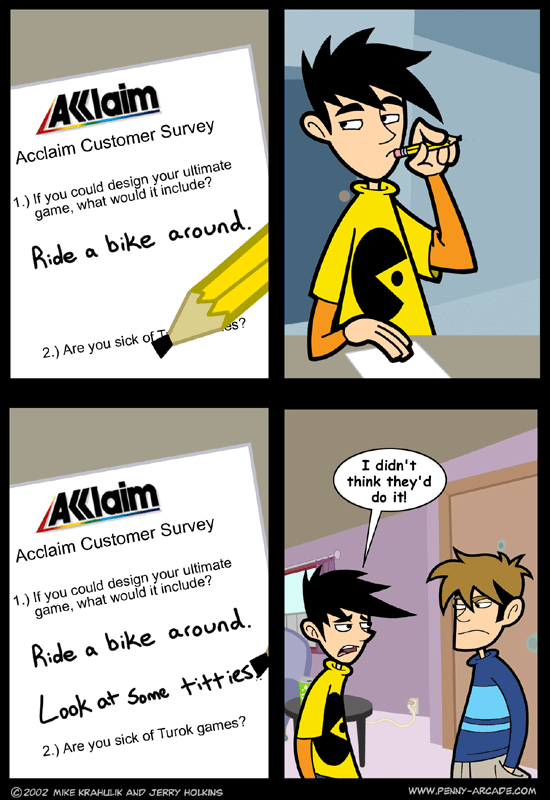 Acclaim
Acclaim Customer Survey
1.) If you could design your ultimate
game, what would it include?
Ride a bike around.
2.) Are you sick of T es?
I didn't
think they'd
do it!
Acclaim
Acclaim Customer Survey
1.) If you could design your ultimate
game, what would it include?
Ride a bike around.
Look at some titties.
2.) Are you sick of Turok games?
©2002 MIKE KRAHULIK AND JERRY HOLKINS
WWW.PENNY-ARCADE.COM